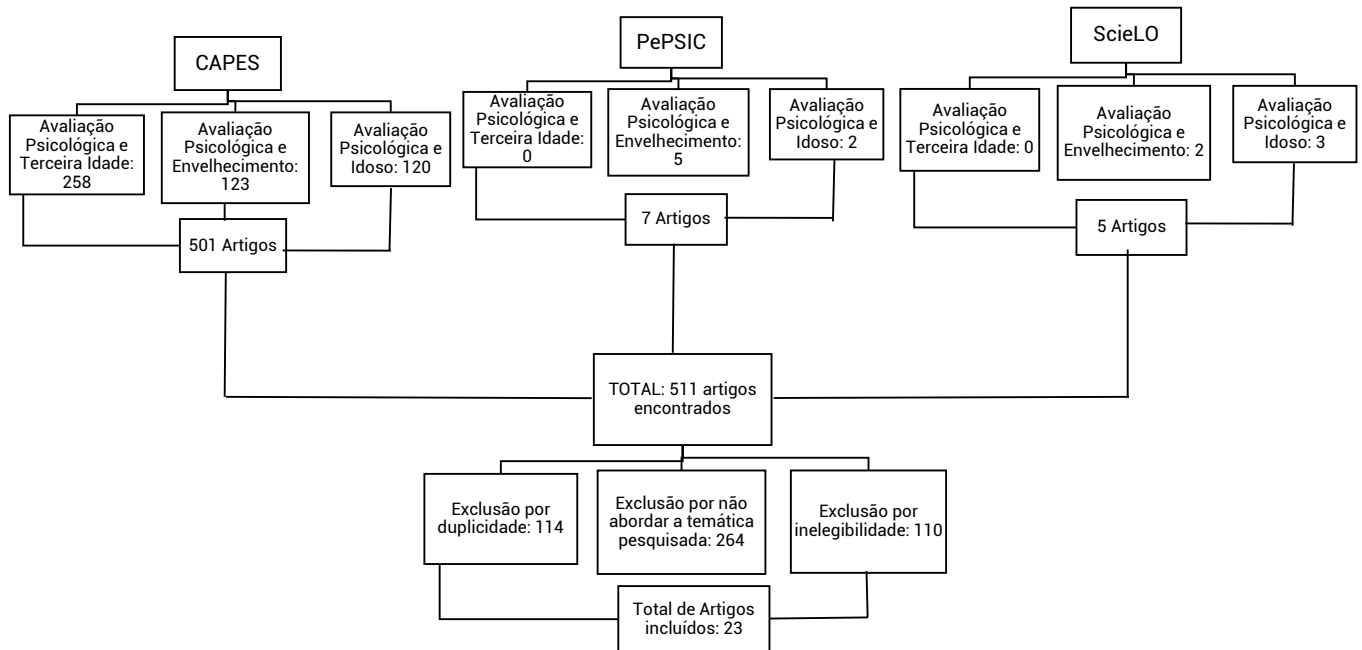 CAPES
Avaliação
Psicológica e
Terceira Idade:
258
Avaliação
Psicológica e
Envelhecimento:
123
Avaliação
Psicológica e
Idoso: 120
501 Artigos
PePSIC
Avaliação
Psicológica e
Terceira Idade:
0
Avaliação
Psicológica e
Envelhecimento:
5
Avaliação
Psicológica e
Idoso: 2
7 Artigos
ScieLO
Avaliação
Psicológica e
Terceira Idade: 0
Avaliação
Psicológica e
Envelhecimento: 2
Avaliação
Psicológica e
Idoso: 3
5 Artigos
TOTAL: 511 artigos
encontrados
Exclusão por
duplicidade: 114
Exclusão por não
abordar a temática
pesquisada: 264
Exclusão por
inelegibilidade: 110
Total de Artigos
incluídos: 23